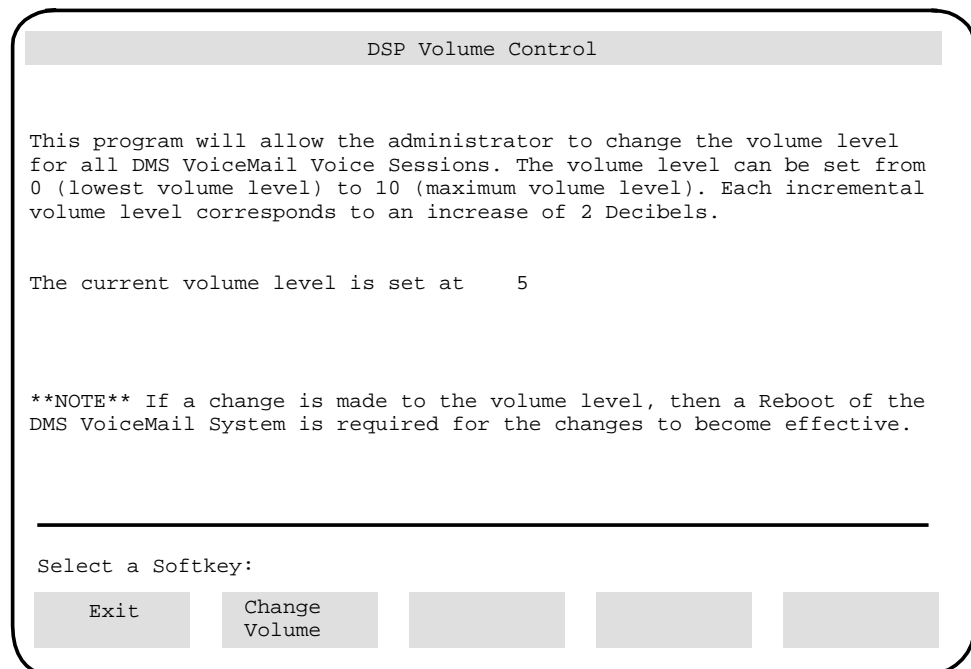 DSP Volume Control
This program will allow the administrator to change the volume level
for all DMS VoiceMail Voice Sessions. The volume level can be set from
0 (lowest volume level) to 10 (maximum volume level). Each incremental
volume level corresponds to an increase of 2 Decibels.
The current volume level is set at 5
**NOTE** If a change is made to the volume level, then a Reboot of the
DMS VoiceMail System is required for the changes to become effective.
Select a Softkey:
Exit
Change
Volume